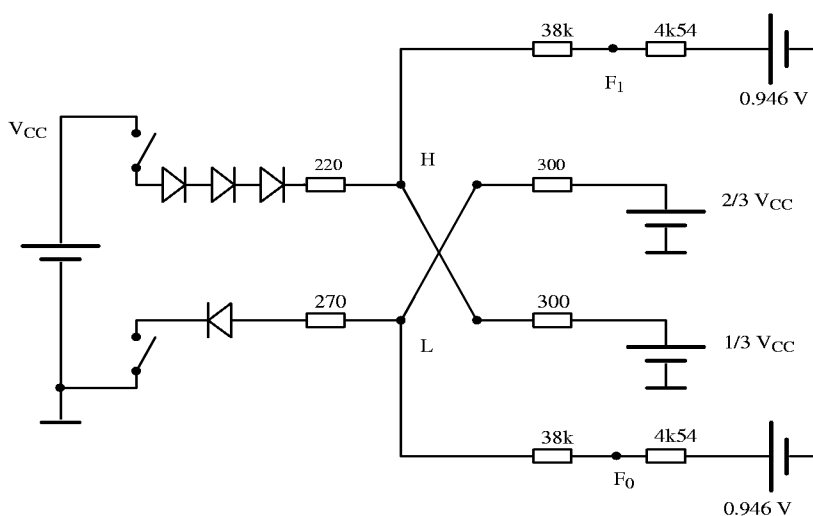 38k
4k54
F1
0.946 V
VCC
220
H
300
2/3 VCC
270
L
300
1/3 VCC
38k
4k54
F0
0.946 V